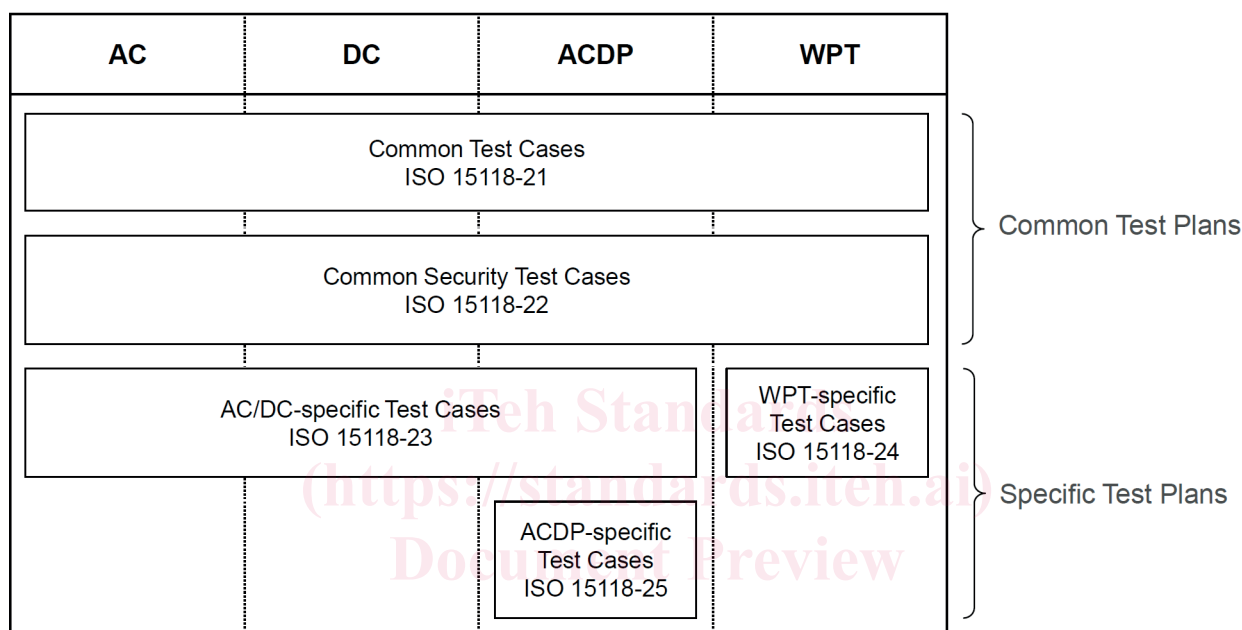 AC DC ACDP WPT
Common Test Cases
ISO 15118-21
Common Test Plans
Common Security Test Cases
ISO 15118-22
AC/DC-specific Test Cases
ISO 15118-23
WPT-specific
Test Cases
ISO 15118-24
Specific Test Plans
ACDP-specific
Test Cases
ISO 15118-25
iTeh Standards
(https://standards.iteh.ai)
Document Preview